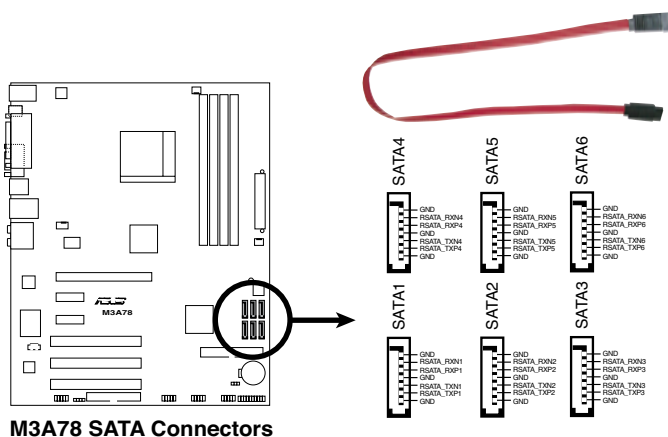 SATA4
GND
RSATA_RXN4
RSATA_RXP4
GND
RSATA_TXN4
RSATA_TXP4
GND
SATA5
GND
RSATA_RXN5
RSATA_RXP5
GND
RSATA_TXN5
RSATA_TXP5
GND
SATA6
GND
RSATA_RXN6
RSATA_RXP6
GND
RSATA_TXN6
RSATA_TXP6
GND
ASUS
M3A78
SATA1
GND
RSATA_RXN1
RSATA_RXP1
GND
RSATA_TXN1
RSATA_TXP1
GND
SATA2
GND
RSATA_RXN2
RSATA_RXP2
GND
RSATA_TXN2
RSATA_TXP2
GND
SATA3
GND
RSATA_RXN3
RSATA_RXP3
GND
RSATA_TXN3
RSATA_TXP3
GND
M3A78 SATA Connectors